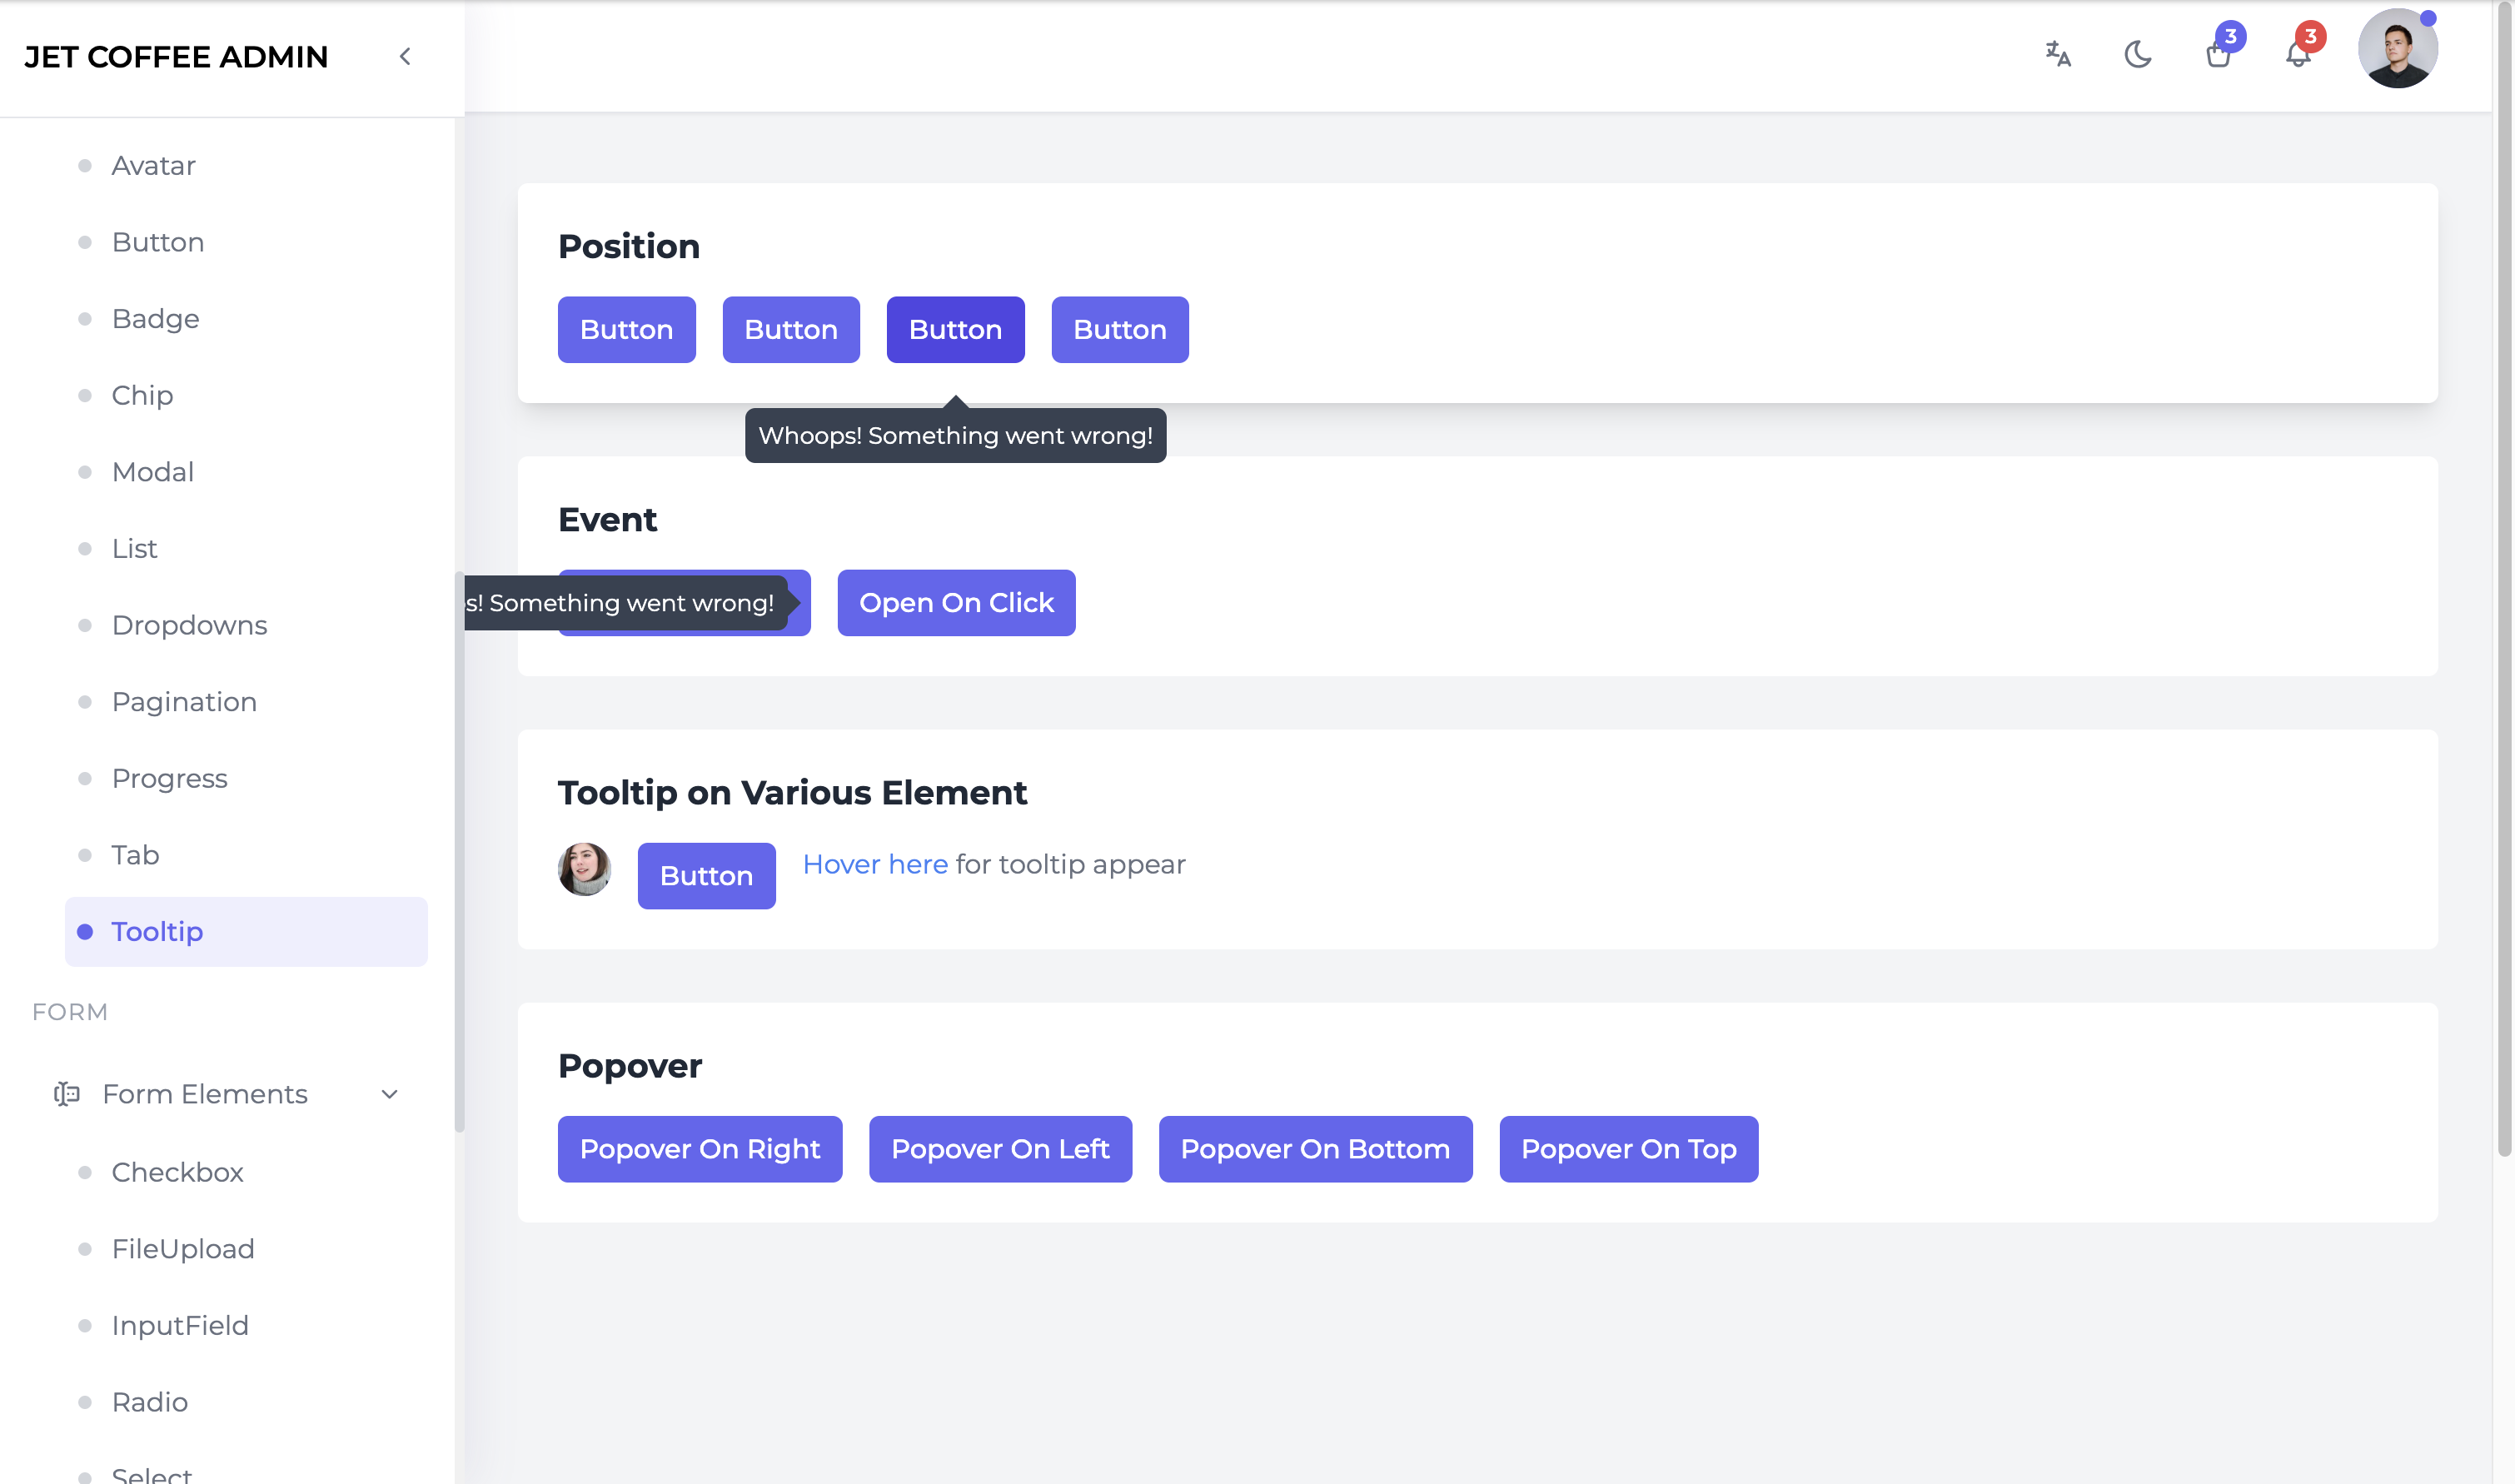 JET COFFEE ADMIN
3
3
Avatar
Button
Badge
Chip
Modal
List
Dropdowns
Pagination
Progress
Tab
Tooltip
FORM
Form Elements
Checkbox
FileUpload
InputField
Radio
Select
Position
Button Button Button Button
Whoops! Something went wrong!
Event
s! Something went wrong! Open On Click
Tooltip on Various Element
Button Hover here for tooltip appear
Popover
Popover On Right Popover On Left Popover On Bottom Popover On Top